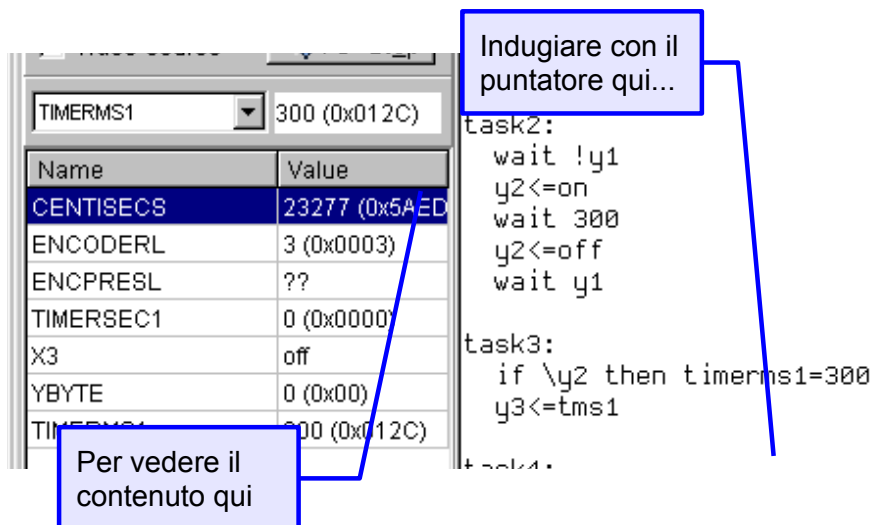 Indugiare con il
puntatore qui...
TIMERMS1 300 (0x012C)
Name Value
CENTISECS 23277 (0x5AED
ENCODERL 3 (0x0003)
ENCPRESL ??
TIMERSEC1 0 (0x0000)
X3 off
YBYTE 0 (0x00)
(0x012C)
Per vedere il
contenuto qui
task2:
wait !y1
y2<=on
wait 300
y2<=off
wait y1
task3:
if \y2 then timerms1=300
y3<=tms1